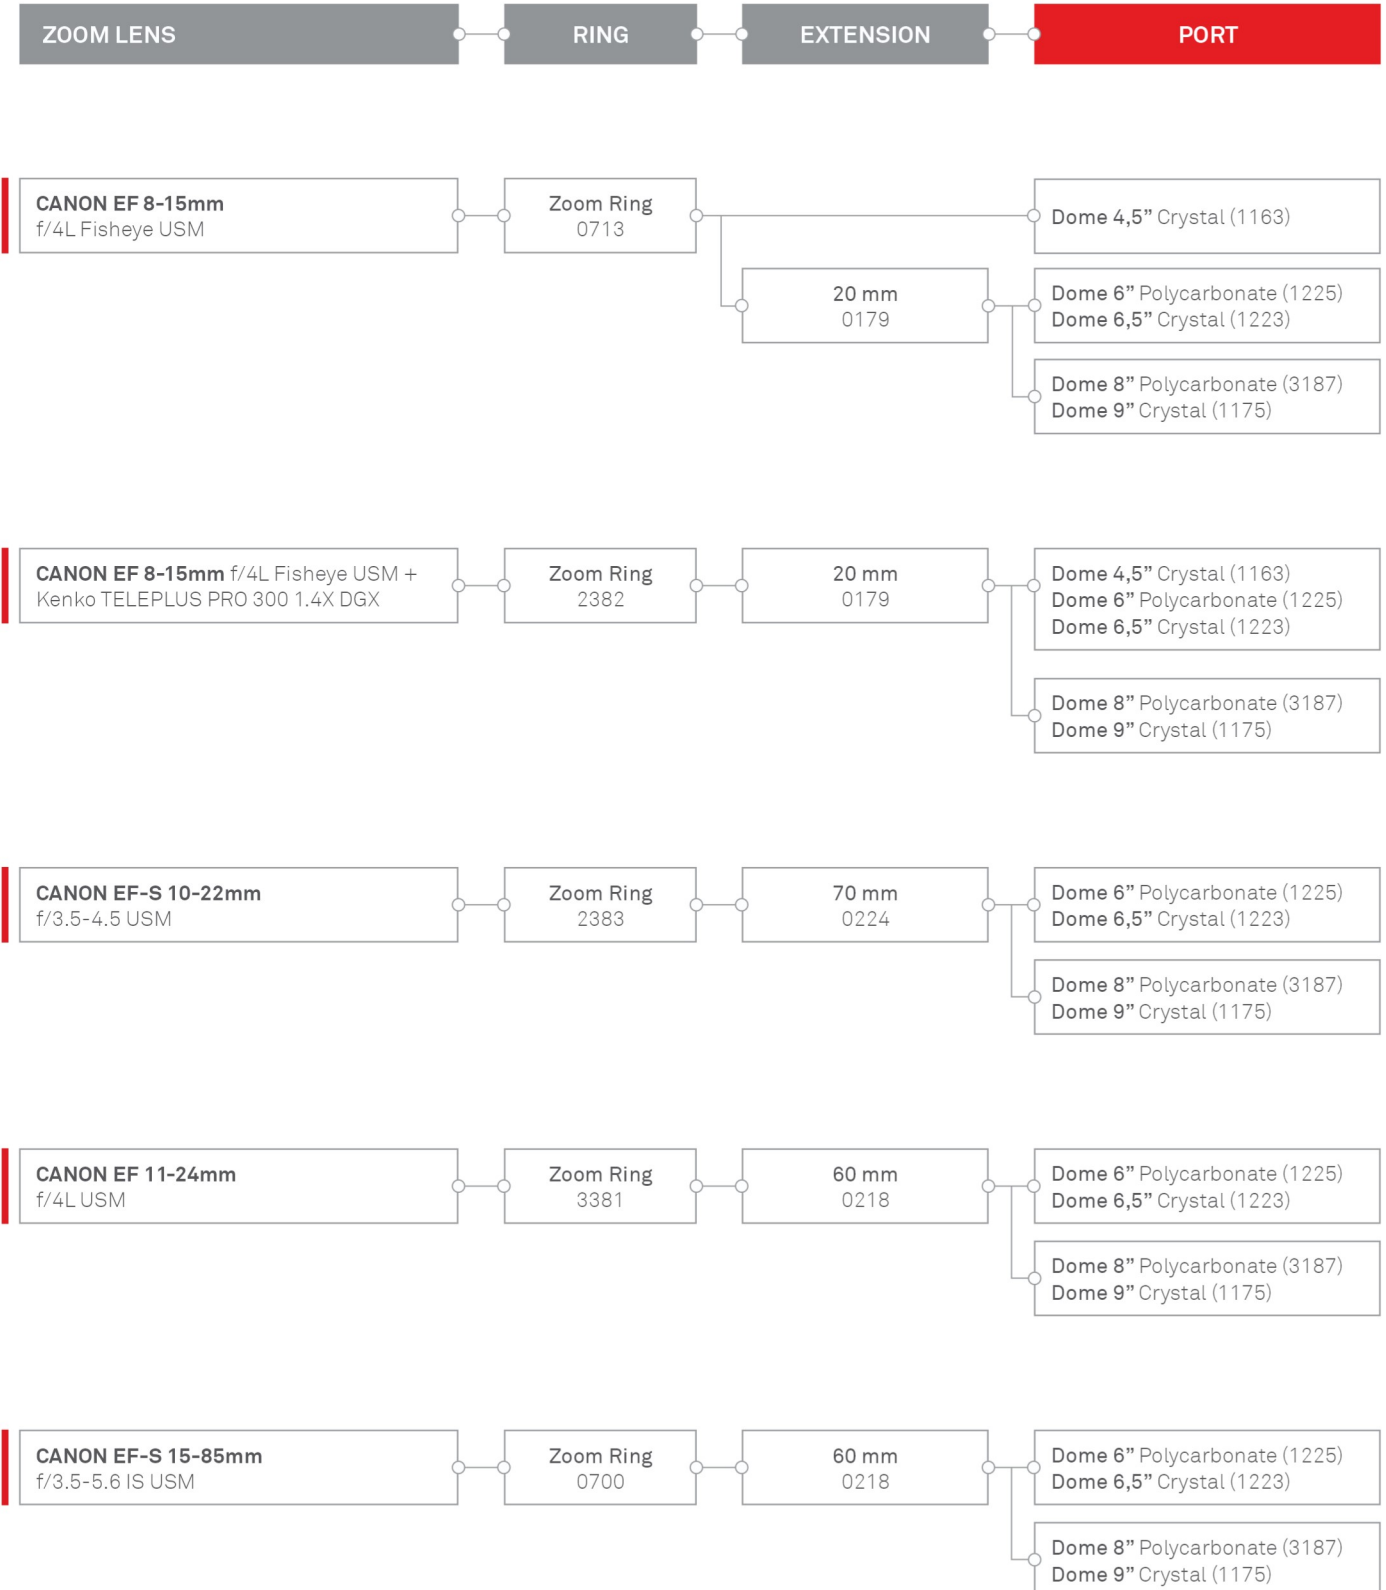 ZOOM LENS
RING
EXTENSION
PORT
CANON EF 8-15mm
f/4L Fisheye USM
Zoom Ring
0713
Dome 4,5” Crystal (1163)
20 mm
0179
Dome 6” Polycarbonate (1225)
Dome 6,5” Crystal (1223)
Dome 8” Polycarbonate (3187)
Dome 9” Crystal (1175)
CANON EF 8-15mm f/4L Fisheye USM +
Kenko TELEPLUS PRO 300 1.4X DGX
Zoom Ring
2382
20 mm
0179
Dome 4,5” Crystal (1163)
Dome 6” Polycarbonate (1225)
Dome 6,5” Crystal (1223)
Dome 8” Polycarbonate (3187)
Dome 9” Crystal (1175)
CANON EF-S 10-22mm
f/3.5-4.5 USM
Zoom Ring
2383
70 mm
0224
Dome 6” Polycarbonate (1225)
Dome 6,5” Crystal (1223)
Dome 8” Polycarbonate (3187)
Dome 9” Crystal (1175)
CANON EF 11-24mm
f/4L USM
Zoom Ring
3381
60 mm
0218
Dome 6” Polycarbonate (1225)
Dome 6,5” Crystal (1223)
Dome 8” Polycarbonate (3187)
Dome 9” Crystal (1175)
CANON EF-S 15-85mm
f/3.5-5.6 IS USM
Zoom Ring
0700
60 mm
0218
Dome 6” Polycarbonate (1225)
Dome 6,5” Crystal (1223)
Dome 8” Polycarbonate (3187)
Dome 9” Crystal (1175)